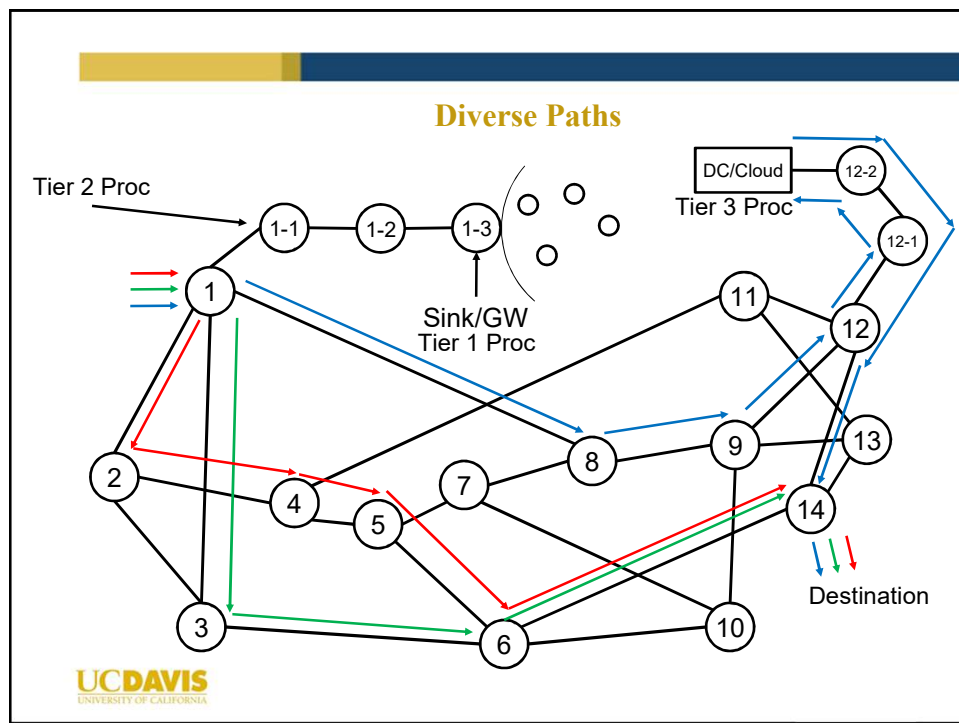 Diverse Paths
DC/Cloud
12-2
Tier 2 Proc
Tier 3 Proc
1-1
1-2
1-3
12-1
1
Sink/GW
Tier 1 Proc
11
12
2
4
5
7
8
9
13
14
Destination
3
6
10
UCDAVIS
UNIVERSITY OF CALIFORNIA